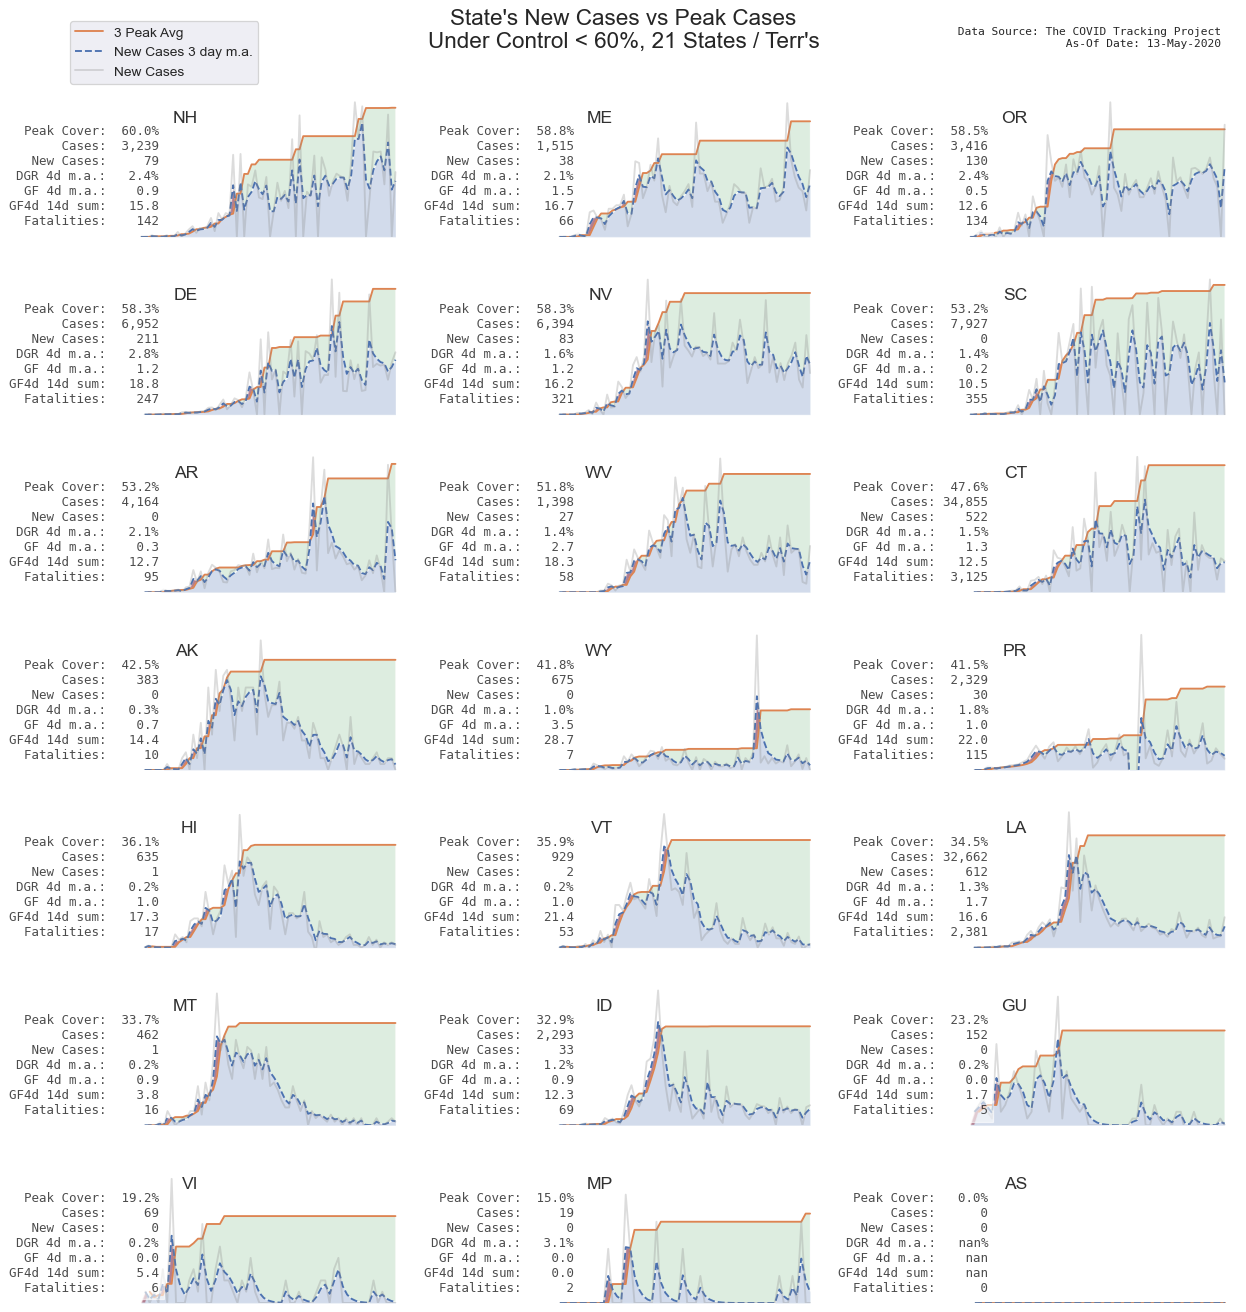 State's New Cases vs Peak Cases
Under Control < 60%, 21 States / Terr's
3 Peak Avg
New Cases 3 day m.a.
New Cases
Data Source: The COVID Tracking Project
As-Of Date: 13-May-2020
NH
Peak Cover: 60.0%
Cases: 3,239
New Cases: 79
DGR 4d m.a.: 2.4%
GF 4d m.a.: 0.9
GF4d 14d sum: 15.8
Fatalities: 142
ME
Peak Cover: 58.8%
Cases: 1,515
New Cases: 38
DGR 4d m.a.: 2.1%
GF 4d m.a.: 1.5
GF4d 14d sum: 16.7
Fatalities: 66
OR
Peak Cover: 58.5%
Cases: 3,416
New Cases: 130
DGR 4d m.a.: 2.4%
GF 4d m.a.: 0.5
GF4d 14d sum: 12.6
Fatalities: 134
DE
Peak Cover: 58.3%
Cases: 6,952
New Cases: 211
DGR 4d m.a.: 2.8%
GF 4d m.a.: 1.2
GF4d 14d sum: 18.8
Fatalities: 247
NV
Peak Cover: 58.3%
Cases: 6,394
New Cases: 83
DGR 4d m.a.: 1.6%
GF 4d m.a.: 1.2
GF4d 14d sum: 16.2
Fatalities: 321
SC
Peak Cover: 53.2%
Cases: 7,927
New Cases: 0
DGR 4d m.a.: 1.4%
GF 4d m.a.: 0.2
GF4d 14d sum: 10.5
Fatalities: 355
AR
Peak Cover: 53.2%
Cases: 4,164
New Cases: 0
DGR 4d m.a.: 2.1%
GF 4d m.a.: 0.3
GF4d 14d sum: 12.7
Fatalities: 95
WV
Peak Cover: 51.8%
Cases: 1,398
New Cases: 27
DGR 4d m.a.: 1.4%
GF 4d m.a.: 2.7
GF4d 14d sum: 18.3
Fatalities: 58
CT
Peak Cover: 47.6%
Cases: 34,855
New Cases: 522
DGR 4d m.a.: 1.5%
GF 4d m.a.: 1.3
GF4d 14d sum: 12.5
Fatalities: 3,125
AK
Peak Cover: 42.5%
Cases: 383
New Cases: 0
DGR 4d m.a.: 0.3%
GF 4d m.a.: 0.7
GF4d 14d sum: 14.4
Fatalities: 10
WY
Peak Cover: 41.8%
Cases: 675
New Cases: 0
DGR 4d m.a.: 1.0%
GF 4d m.a.: 3.5
GF4d 14d sum: 28.7
Fatalities: 7
PR
Peak Cover: 41.5%
Cases: 2,329
New Cases: 30
DGR 4d m.a.: 1.8%
GF 4d m.a.: 1.0
GF4d 14d sum: 22.0
Fatalities: 115
HI
Peak Cover: 36.1%
Cases: 635
New Cases: 1
DGR 4d m.a.: 0.2%
GF 4d m.a.: 1.0
GF4d 14d sum: 17.3
Fatalities: 17
VT
Peak Cover: 35.9%
Cases: 929
New Cases: 2
DGR 4d m.a.: 0.2%
GF 4d m.a.: 1.0
GF4d 14d sum: 21.4
Fatalities: 53
LA
Peak Cover: 34.5%
Cases: 32,662
New Cases: 612
DGR 4d m.a.: 1.3%
GF 4d m.a.: 1.7
GF4d 14d sum: 16.6
Fatalities: 2,381
MT
Peak Cover: 33.7%
Cases: 462
New Cases: 1
DGR 4d m.a.: 0.2%
GF 4d m.a.: 0.9
GF4d 14d sum: 3.8
Fatalities: 16
ID
Peak Cover: 32.9%
Cases: 2,293
New Cases: 33
DGR 4d m.a.: 1.2%
GF 4d m.a.: 0.9
GF4d 14d sum: 12.3
Fatalities: 69
GU
Peak Cover: 23.2%
Cases: 152
New Cases: 0
DGR 4d m.a.: 0.2%
GF 4d m.a.: 0.0
GF4d 14d sum: 1.7
Fatalities: 5
VI
Peak Cover: 19.2%
Cases: 69
New Cases: 0
DGR 4d m.a.: 0.2%
GF 4d m.a.: 0.0
GF4d 14d sum: 5.4
Fatalities: 6
MP
Peak Cover: 15.0%
Cases: 19
New Cases: 0
DGR 4d m.a.: 3.1%
GF 4d m.a.: 0.0
GF4d 14d sum: 0.0
Fatalities: 2
AS
Peak Cover: 0.0%
Cases: 0
New Cases: 0
DGR 4d m.a.: nan%
GF 4d m.a.: nan
GF4d 14d sum: nan
Fatalities: 0